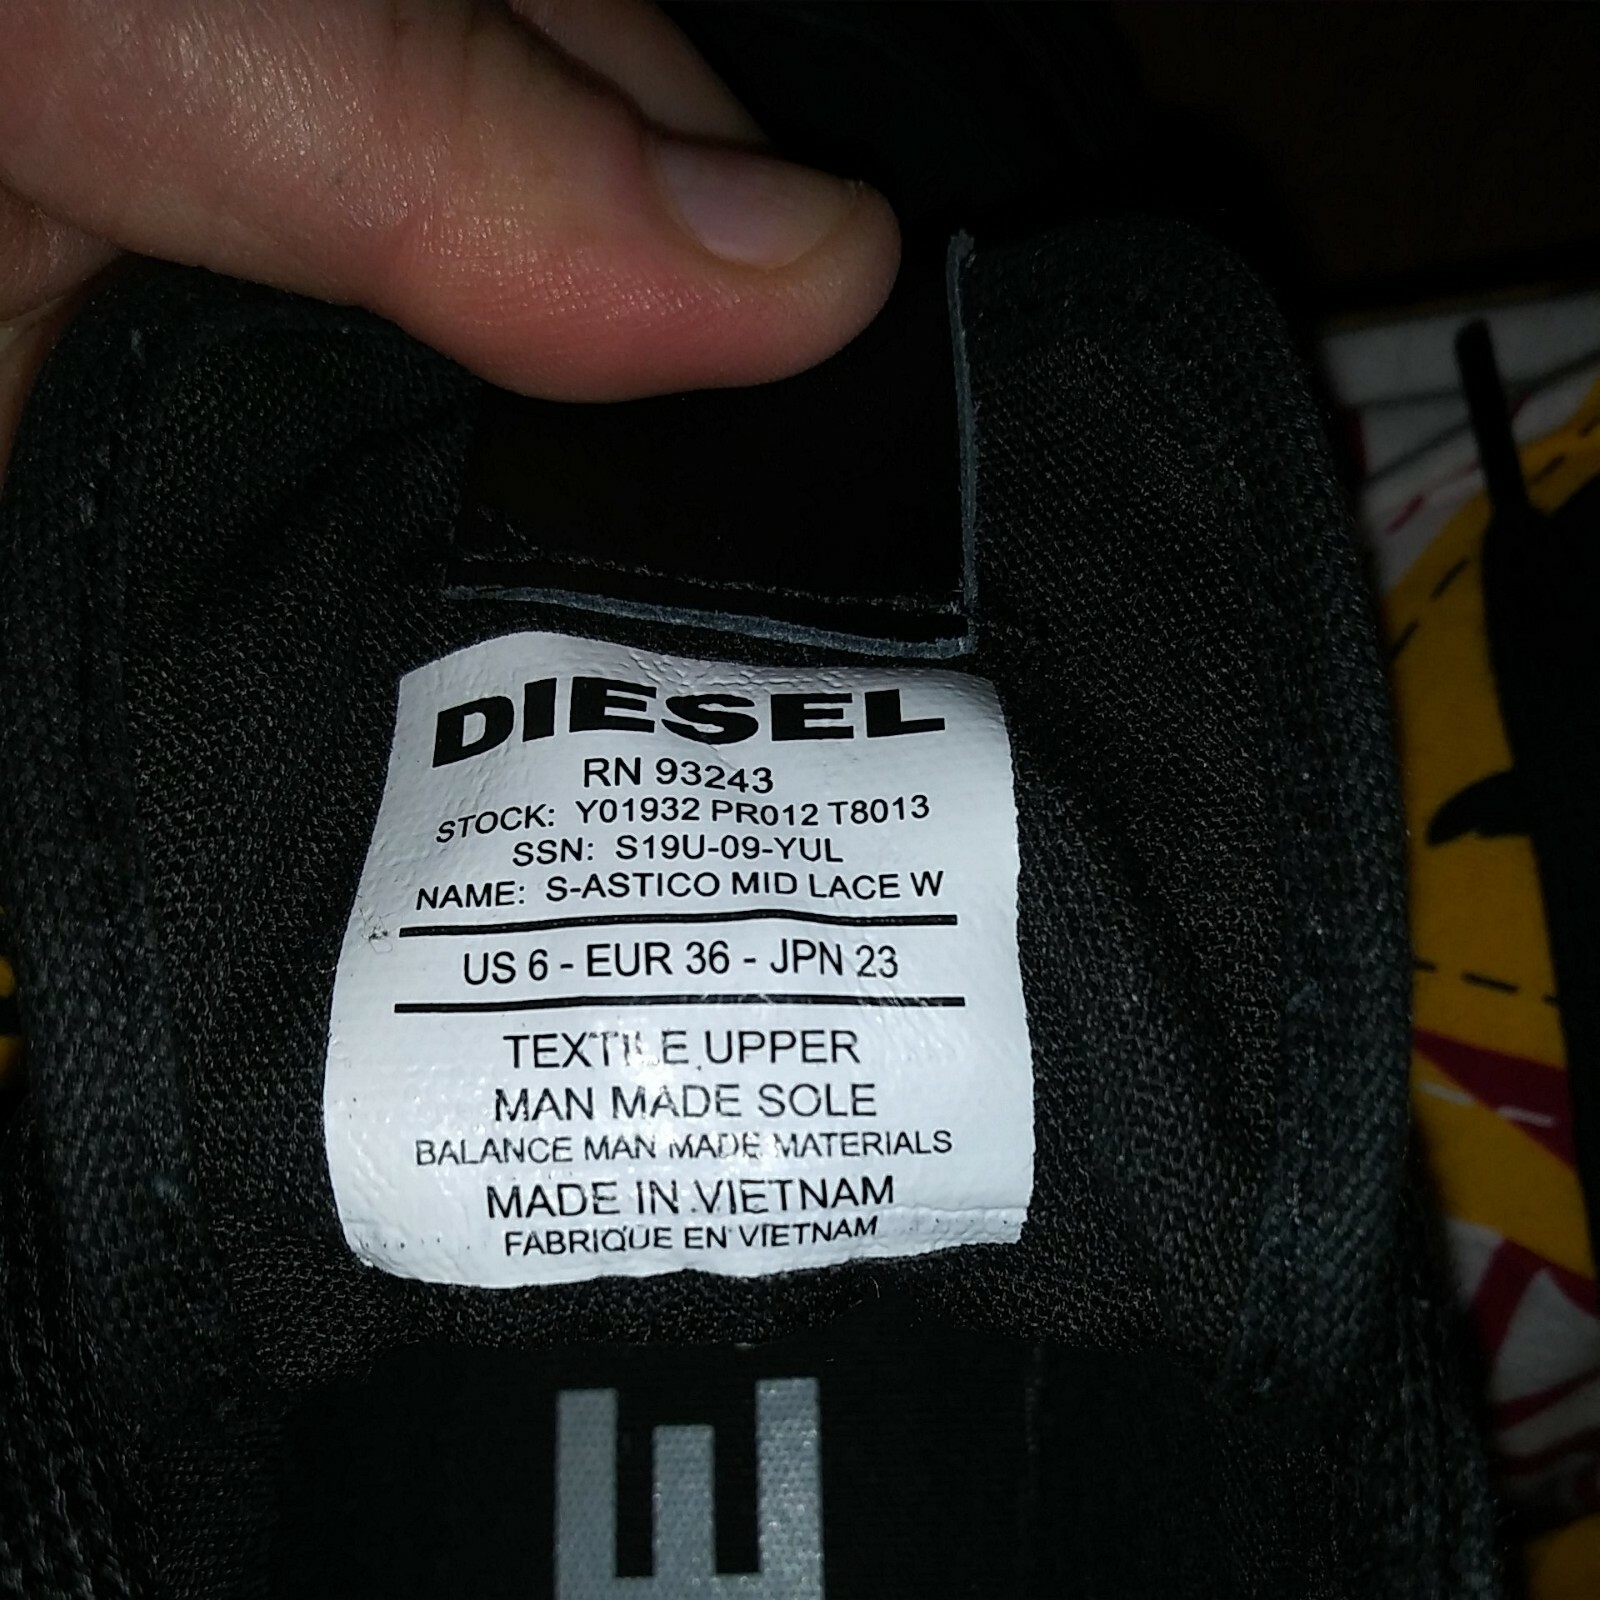 DIESEL
RN 93243
STOCK: Y01932 PR012 T8013
SSN: S19U-09-YUL
NAME: S-ASTICO MID LACE W
US 6 - EUR 36 - JPN 23
TEXTILE UPPER
MAN MADE SOLE
BALANCE MAN MADE MATERIALS
MADE IN VIETNAM
FABRIQUE EN VIETNAM
E